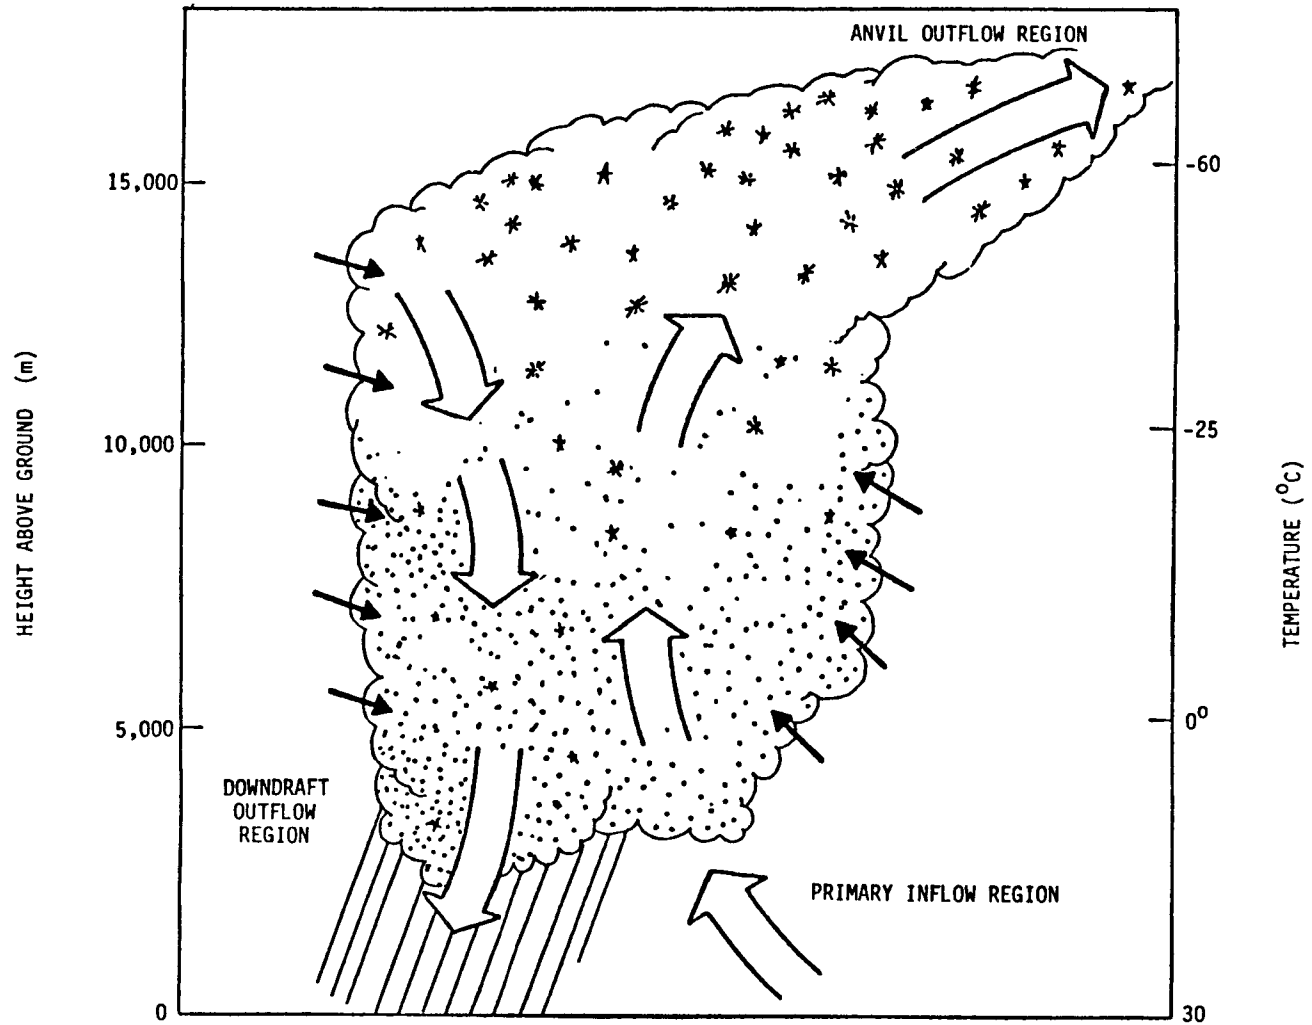 ANVIL OUTFLOW REGION
15,000
-60
HEIGHT ABOVE GROUND (m)
10,000
-25
TEMPERATURE (°C)
5,000
0°
DOWNDRAFT
OUTFLOW
REGION
PRIMARY INFLOW REGION
0
30